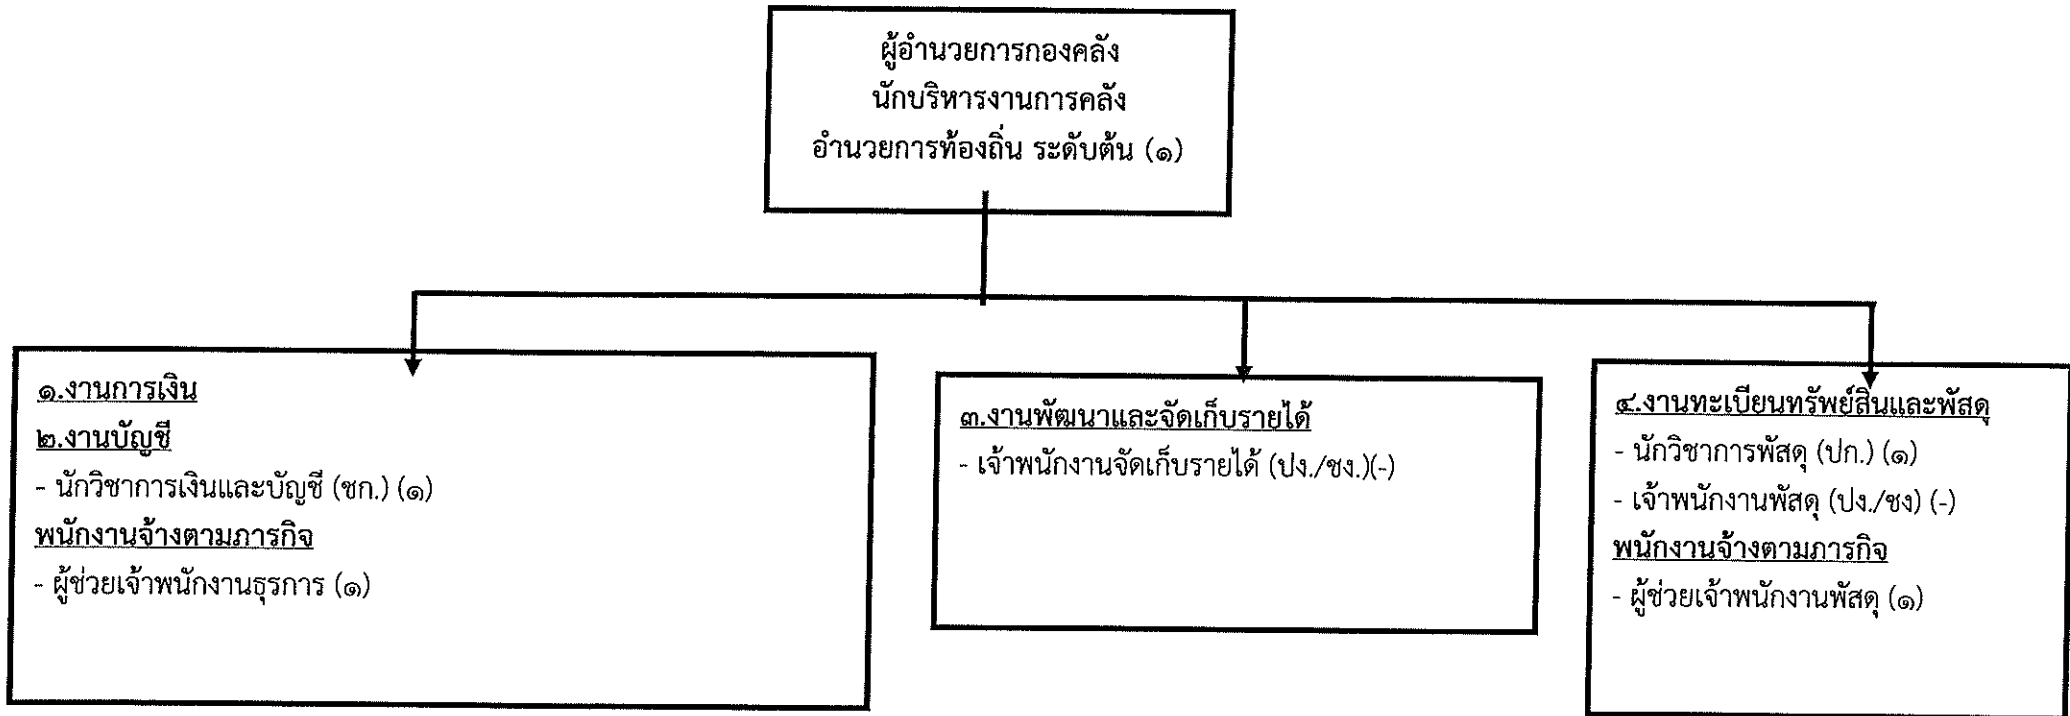 ผู้อำนวยการกองคลัง
นักบริหารงานการคลัง
อำนวยการท้องถิ่น ระดับต้น (๑)
๑.งานการเงิน
๒.งานบัญชี
- นักวิชาการเงินและบัญชี (ชก.) (๑)
พนักงานจ้างตามภารกิจ
- ผู้ช่วยเจ้าพนักงานธุรการ (๑)
๓.งานพัฒนาและจัดเก็บรายได้
- เจ้าพนักงานจัดเก็บรายได้ (ปง./ชง.)(-)
๔.งานทะเบียนทรัพย์สินและพัสดุ
- นักวิชาการพัสดุ (ปก.) (๑)
- เจ้าพนักงานพัสดุ (ปง./ชง) (-)
พนักงานจ้างตามภารกิจ
- ผู้ช่วยเจ้าพนักงานพัสดุ (๑)